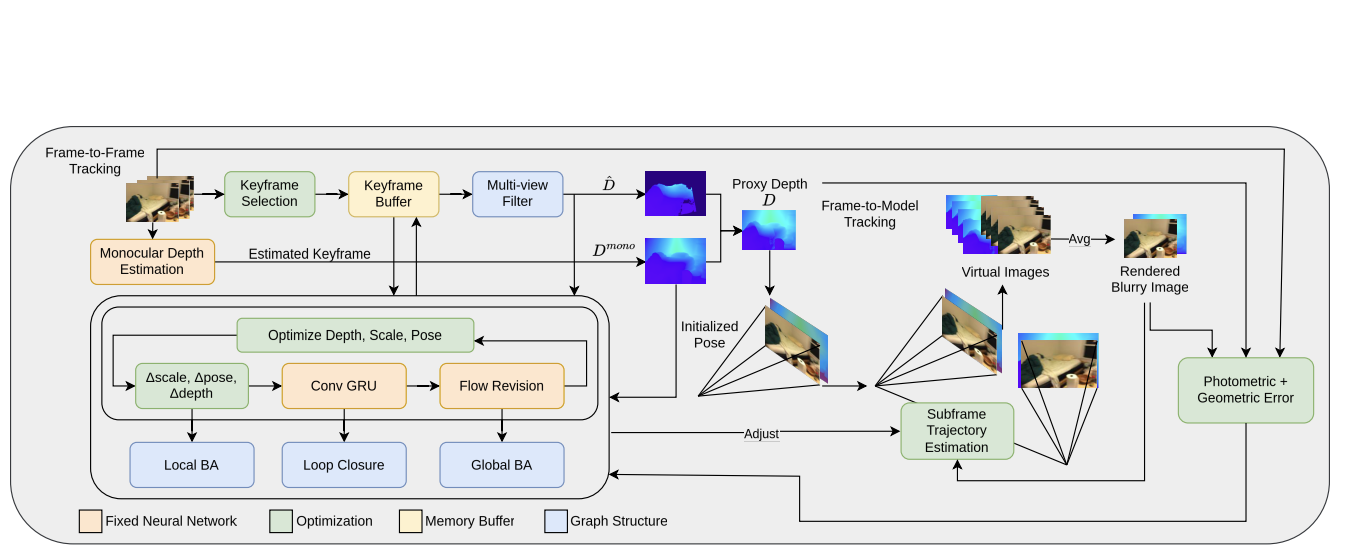 Frame-to-Frame
Tracking
Keyframe
Selection
Keyframe
Buffer
Multi-view
Filter
D̂
Proxy Depth
D
Frame-to-Model
Tracking
Avg
Virtual Images
Rendered
Blurry Image
Monocular Depth
Estimation
Estimated Keyframe
D^{mono}
Initialized
Pose
Optimize Depth, Scale, Pose
Δscale, Δpose,
Δdepth
Conv GRU
Flow Revision
Local BA
Loop Closure
Global BA
Adjust
Subframe
Trajectory
Estimation
Photometric +
Geometric Error
Fixed Neural Network
Optimization
Memory Buffer
Graph Structure